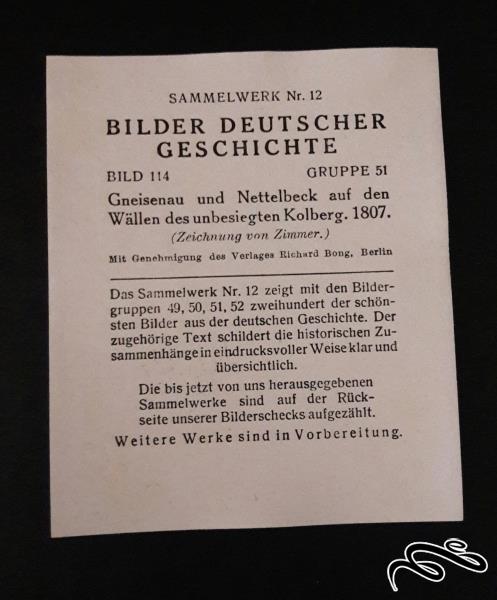 SAMMELWERK Nr. 12
BILDER DEUTSCHER
GESCHICHTE
BILD 114 GRUPPE 51
Gneisenau und Nettelbeck auf den
Wällen des unbesiegten Kolberg. 1807.
(Zeichnung von Zimmer.)
Mit Genehmigung des Verlages Richard Bong, Berlin
Das Sammelwerk Nr. 12 zeigt mit den Bilder-
gruppen 49, 50, 51, 52 zweihundert der schön-
sten Bilder aus der deutschen Geschichte. Der
zugehörige Text schildert die historischen Zu-
sammenhänge in eindrucksvoller Weise klar und
übersichtlich.
Die bis jetzt von uns herausgegebenen
Sammelwerke sind auf der Rück-
seite unserer Bilderschecks aufgezählt.
Weitere Werke sind in Vorbereitung.